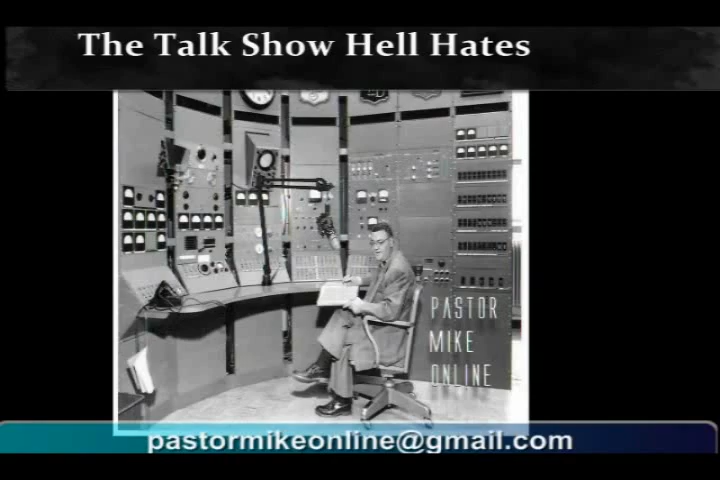 The Talk Show Hell Hates
PASTOR
MIKE
ONLINE
pastormikeonline@gmail.com